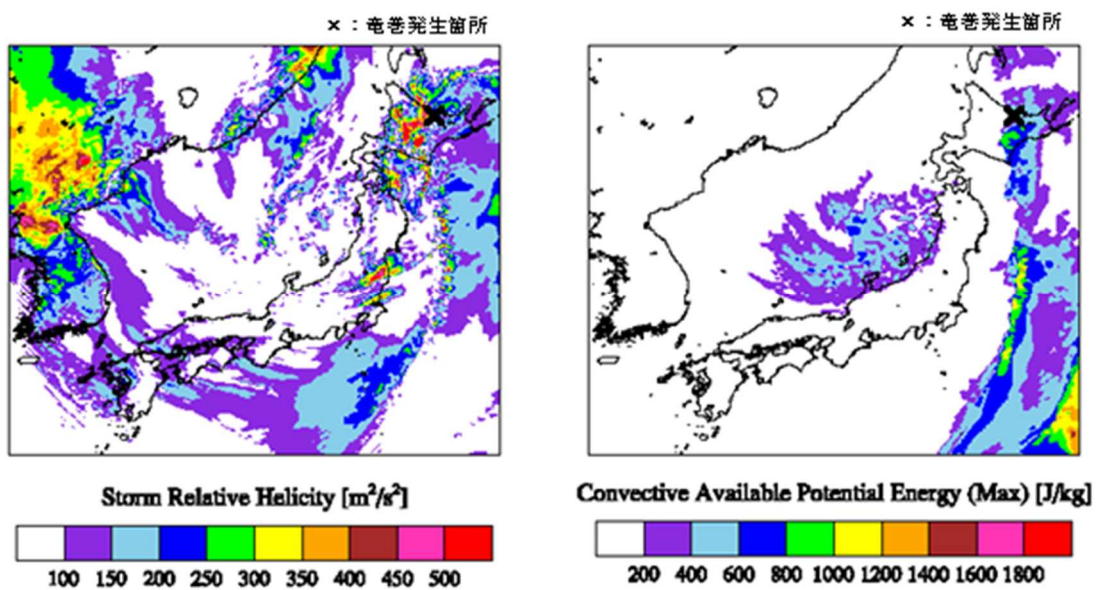 ×：竜巻発生箇所
×：竜巻発生箇所
Storm Relative Helicity [m²/s²]
100 150 200 250 300 350 400 450 500
Convective Available Potential Energy (Max) [J/kg]
200 400 600 800 1000 1200 1400 1600 1800